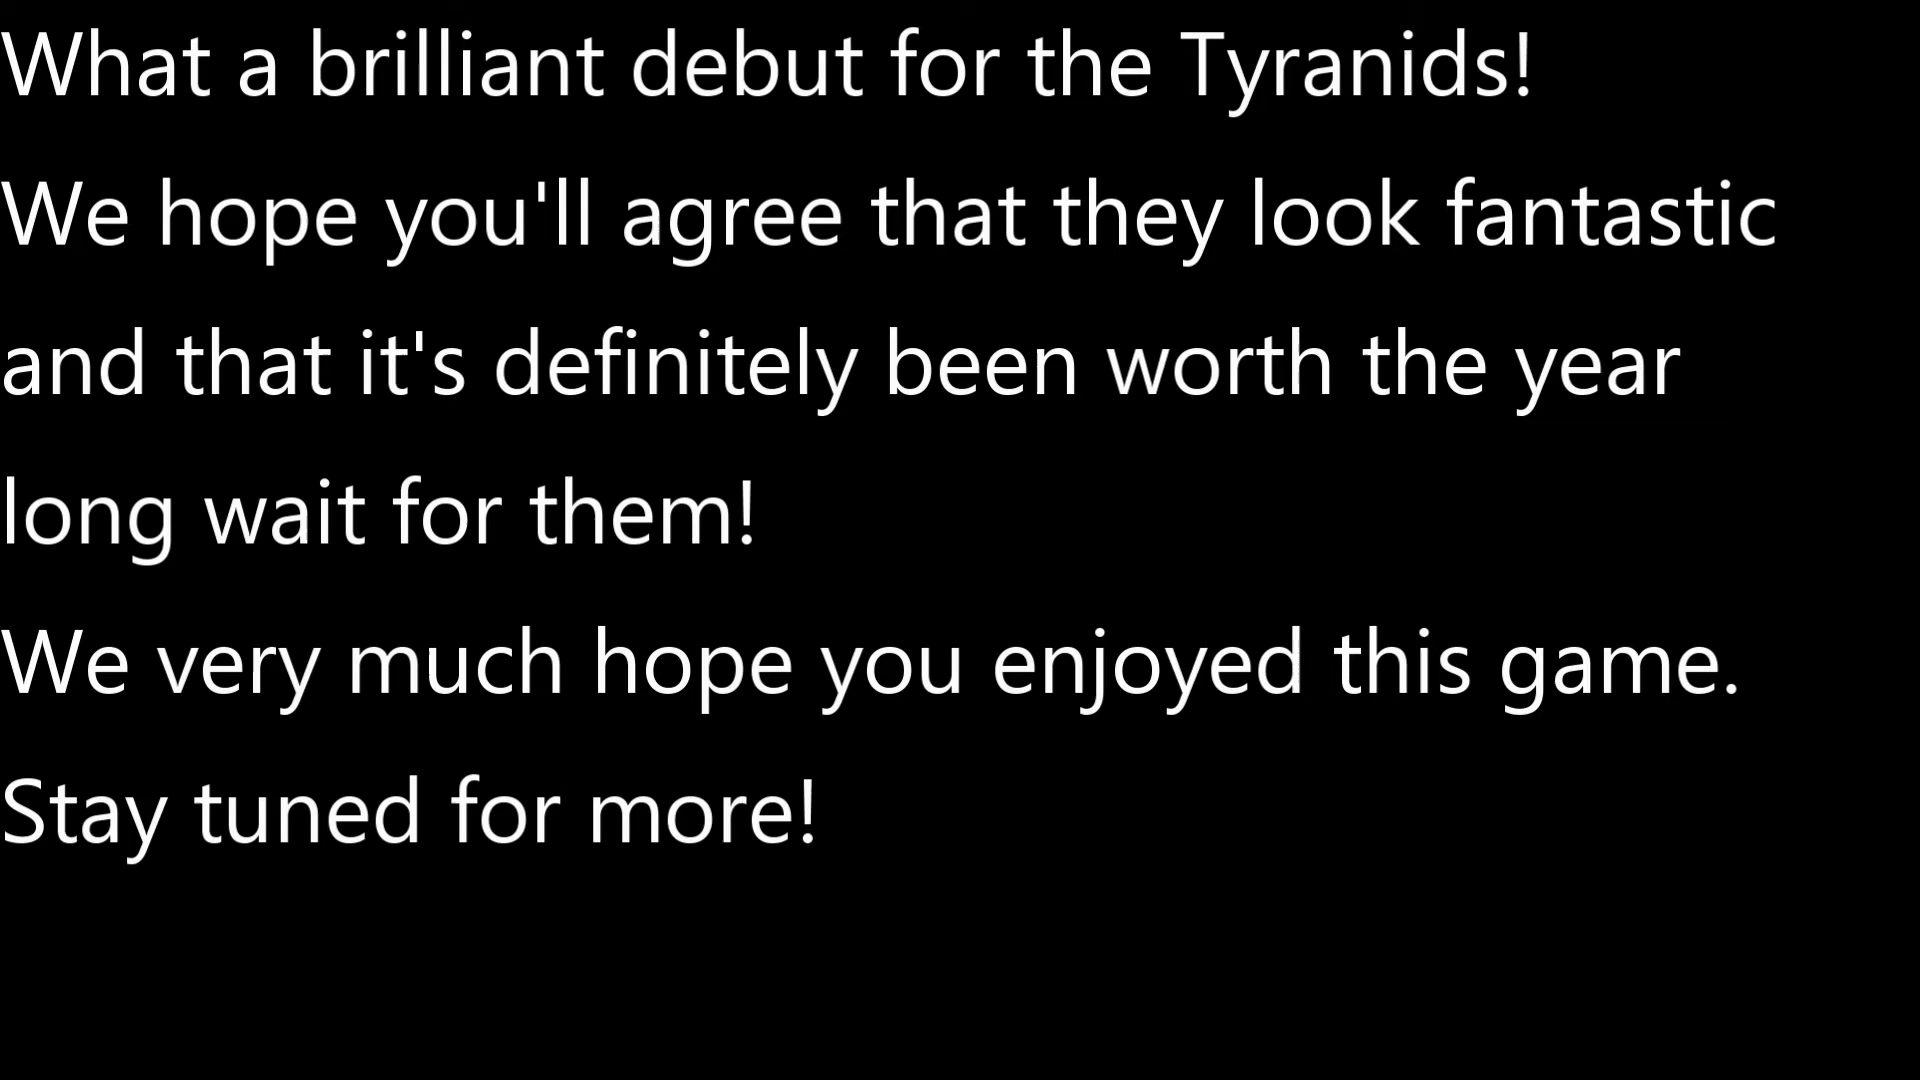 What a brilliant debut for the Tyranids!
We hope you'll agree that they look fantastic
and that it's definitely been worth the year
long wait for them!
We very much hope you enjoyed this game.
Stay tuned for more!